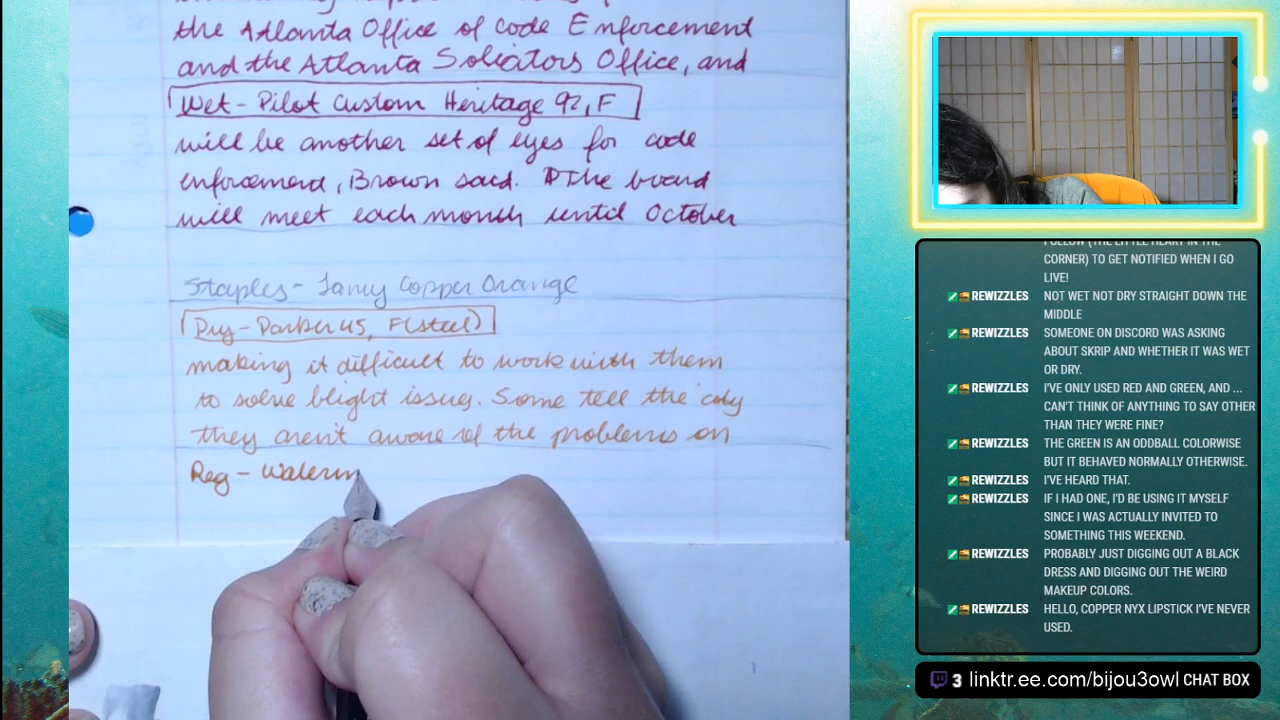 the Atlanta Office of code Enforcement
and the Atlanta Soliators Office, and
Wet - Pilot Custom Heritage 92, F
will be another set of eyes for code
enforcement, Brown said. The board
will meet each month until October
Staples - Lamy Copper Orange
Dry - Parker 45, F (steel)
making it difficult to work with them
to solve blight issues. Some tell the city
they aren't aware of the problems on
Reg - Waterm
FOLLOW (THE LITTLE HEART IN THE
CORNER) TO GET NOTIFIED WHEN I GO
LIVE!
REWIZZLES NOT WET NOT DRY STRAIGHT DOWN THE
MIDDLE
REWIZZLES SOMEONE ON DISCORD WAS ASKING
ABOUT SKRIP AND WHETHER IT WAS WET
OR DRY.
REWIZZLES I'VE ONLY USED RED AND GREEN, AND ...
CAN'T THINK OF ANYTHING TO SAY OTHER
THAN THEY WERE FINE?
REWIZZLES THE GREEN IS AN ODDBALL COLORWISE
BUT IT BEHAVED NORMALLY OTHERWISE.
REWIZZLES I'VE HEARD THAT.
REWIZZLES IF I HAD ONE, I'D BE USING IT MYSELF
SINCE I WAS ACTUALLY INVITED TO
SOMETHING THIS WEEKEND.
REWIZZLES PROBABLY JUST DIGGING OUT A BLACK
DRESS AND DIGGING OUT THE WEIRD
MAKEUP COLORS.
REWIZZLES HELLO, COPPER NYX LIPSTICK I'VE NEVER
USED.
3 linktr.ee.com/bijou3owl CHAT BOX